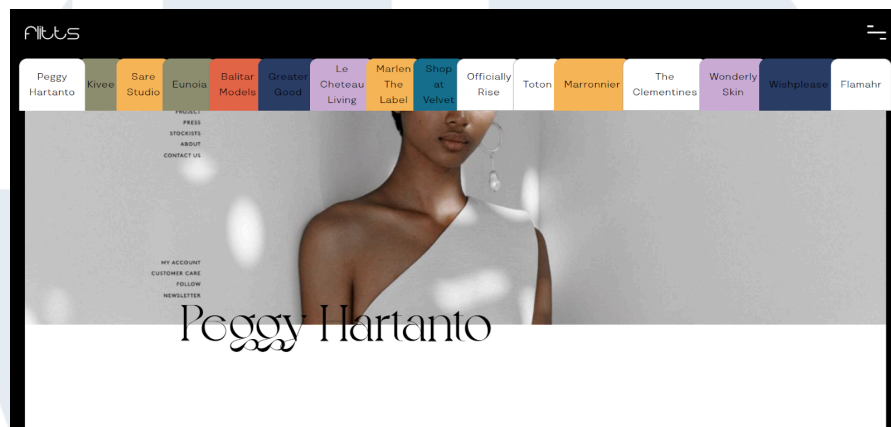 Alitts
Peggy
Hartanto
Kivee
Sare
Studio
Eunoia
Balitar
Models
Greater
Good
Le
Cheteau
Living
Marlen
The
Label
Shop
at
Velvet
Officially
Rise
Toton
Marronnier
The
Clementines
Wonderly
Skin
Wishplease
Flamahr
PROJECT
PRESS
STOCKISTS
ABOUT
CONTACT US
MY ACCOUNT
CUSTOMER CARE
FOLLOW
NEWSLETTER
Peggy Hartanto